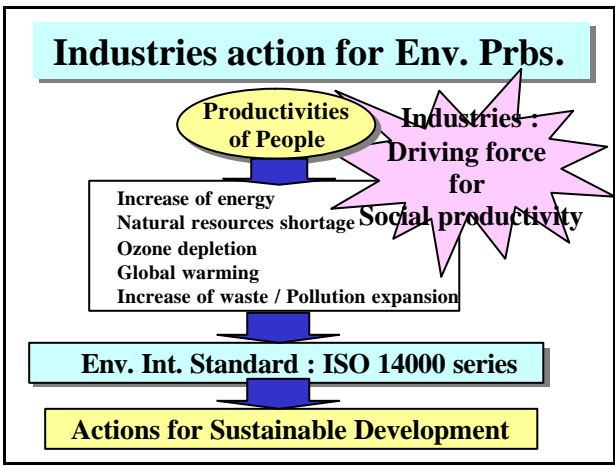 Industries action for Env. Prbs.
Productivities
of People
Industries :
Driving force
for
Social productivity
Increase of energy
Natural resources shortage
Ozone depletion
Global warming
Increase of waste / Pollution expansion
Env. Int. Standard : ISO 14000 series
Actions for Sustainable Development